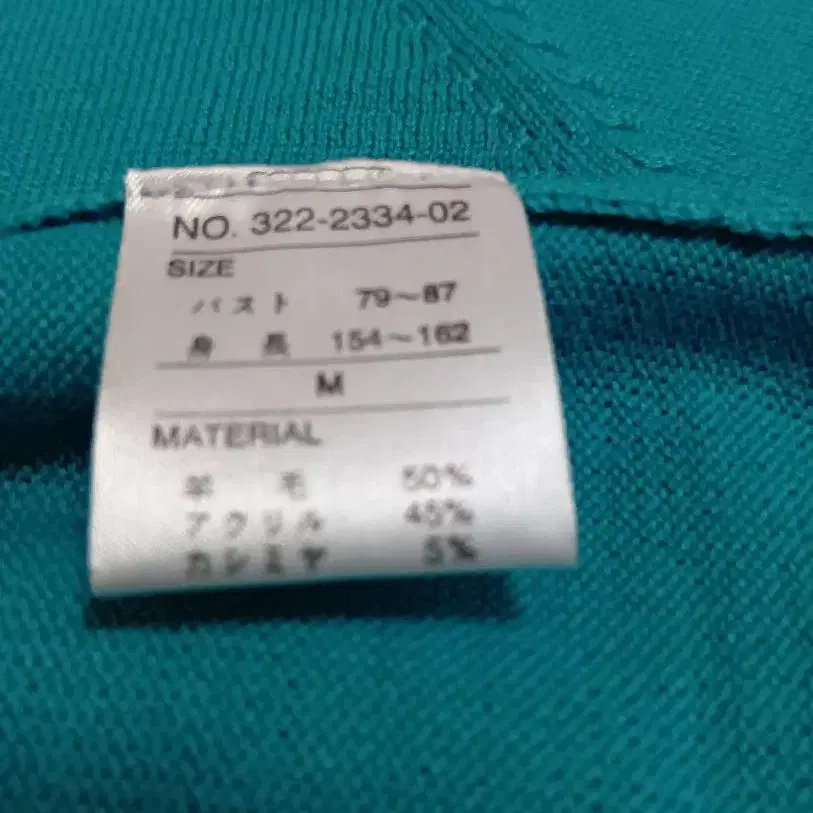 NO. 322-2334-02
SIZE
バスト 79~87
身長 154~162
M
MATERIAL
羊毛 50%
アクリル 45%
カシミヤ 5%